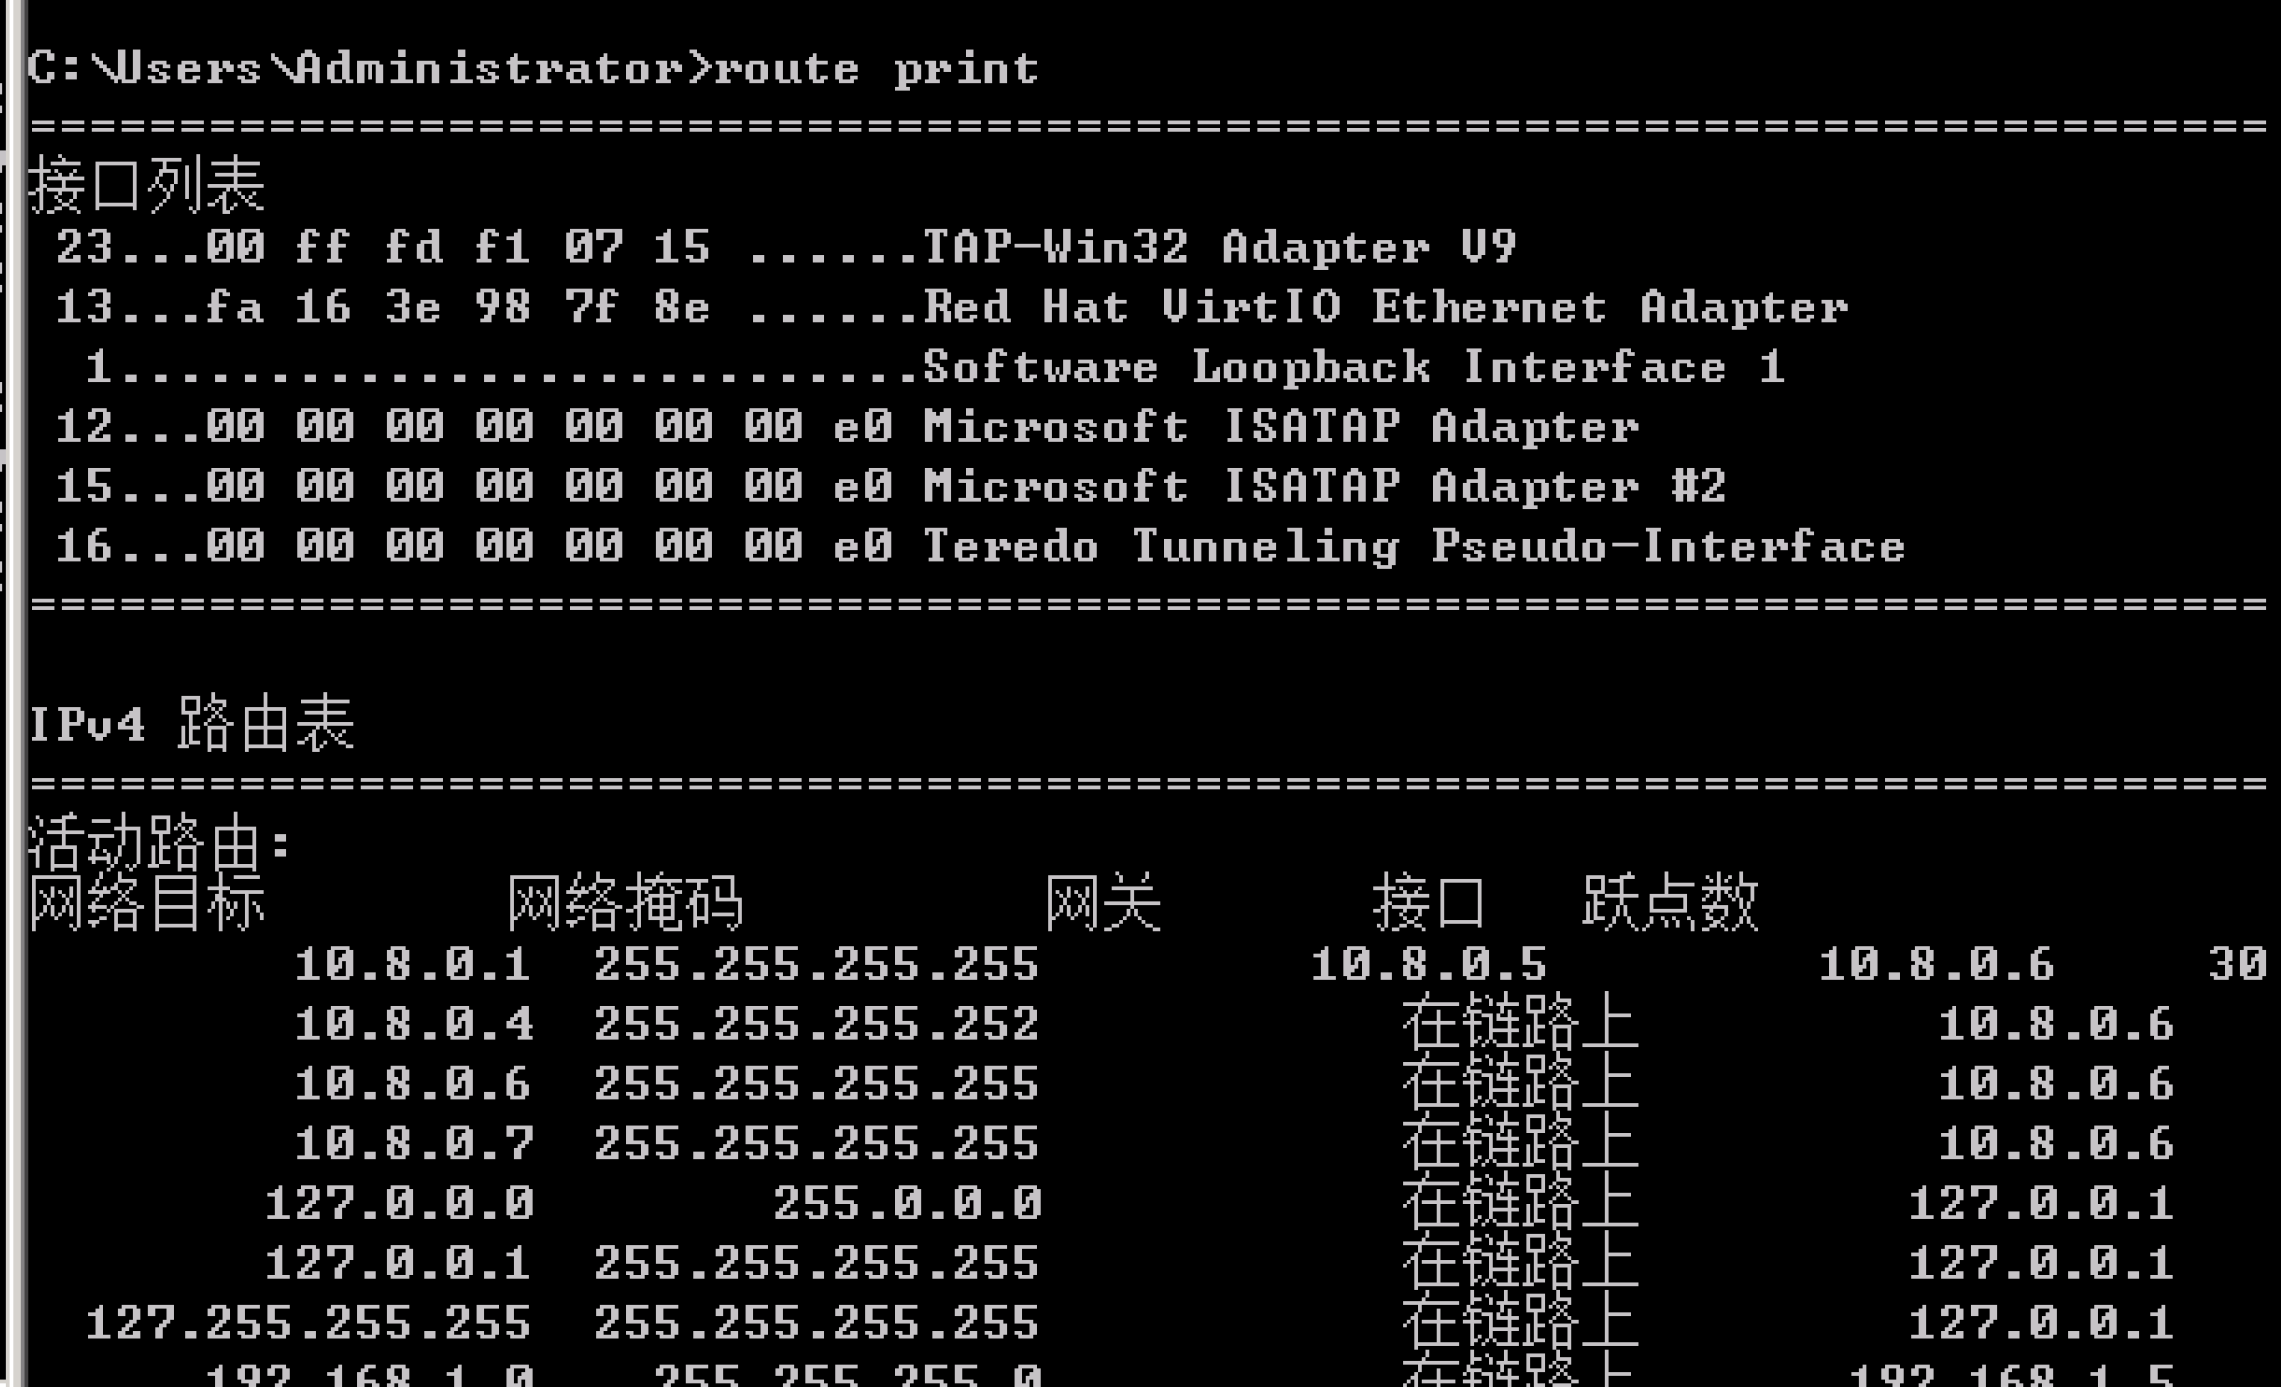 C:\Users\Administrator>route print
===========================================================================
接口列表
23...00 ff fd f1 07 15 ......TAP-Win32 Adapter V9
13...fa 16 3e 98 7f 8e ......Red Hat VirtIO Ethernet Adapter
1...........................Software Loopback Interface 1
12...00 00 00 00 00 00 00 e0 Microsoft ISATAP Adapter
15...00 00 00 00 00 00 00 e0 Microsoft ISATAP Adapter #2
16...00 00 00 00 00 00 00 e0 Teredo Tunneling Pseudo-Interface
===========================================================================
IPv4 路由表
===========================================================================
活动路由:
网络目标 网络掩码 网关 接口 跃点数
10.8.0.1 255.255.255.255 10.8.0.5 10.8.0.6 30
10.8.0.4 255.255.255.252 在链路上 10.8.0.6
10.8.0.6 255.255.255.255 在链路上 10.8.0.6
10.8.0.7 255.255.255.255 在链路上 10.8.0.6
127.0.0.0 255.0.0.0 在链路上 127.0.0.1
127.0.0.1 255.255.255.255 在链路上 127.0.0.1
127.255.255.255 255.255.255.255 在链路上 127.0.0.1
192.168.1.0 255.255.255.0 在链路上 192.168.1.5